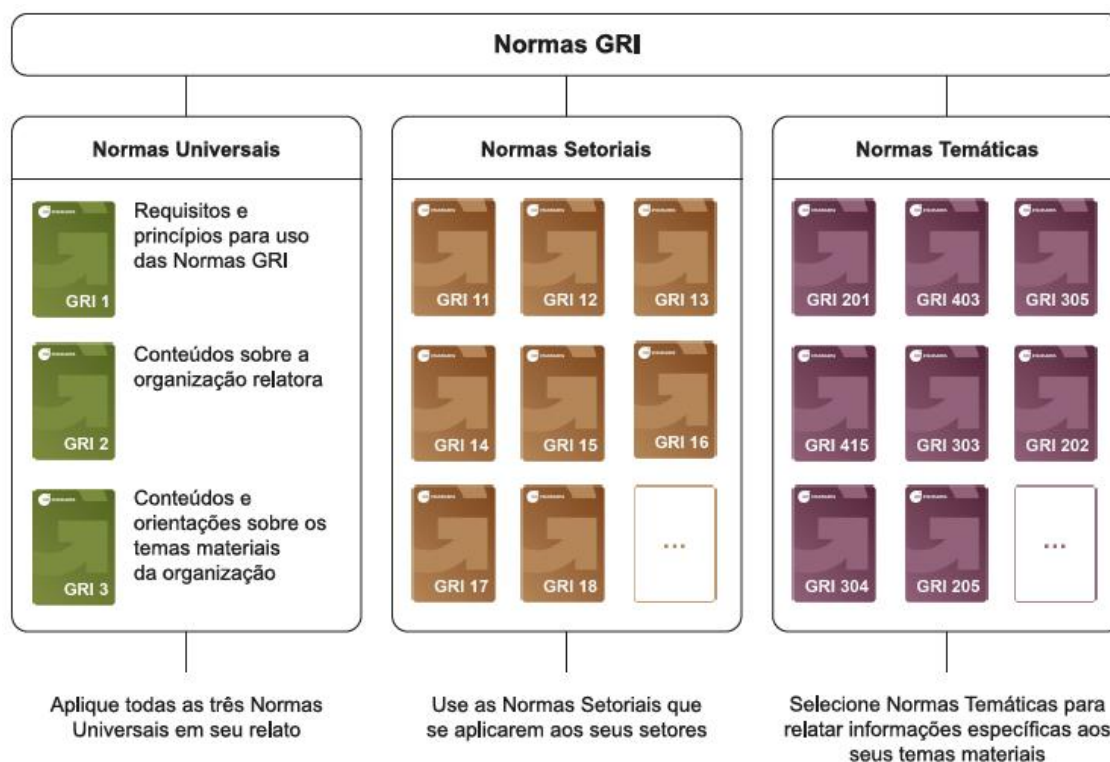 Normas GRI
Normas Universais
GRI 1
Requisitos e
princípios para uso
das Normas GRI
GRI 2
Conteúdos sobre a
organização relatora
GRI 3
Conteúdos e
orientações sobre os
temas materiais
da organização
Aplique todas as três Normas
Universais em seu relato
Normas Setoriais
GRI 11 GRI 12 GRI 13
GRI 14 GRI 15 GRI 16
GRI 17 GRI 18 ...
Use as Normas Setoriais que
se aplicarem aos seus setores
Normas Temáticas
GRI 201 GRI 403 GRI 305
GRI 415 GRI 303 GRI 202
GRI 304 GRI 205 ...
Selecione Normas Temáticas para
relatar informações específicas aos
seus temas materiais